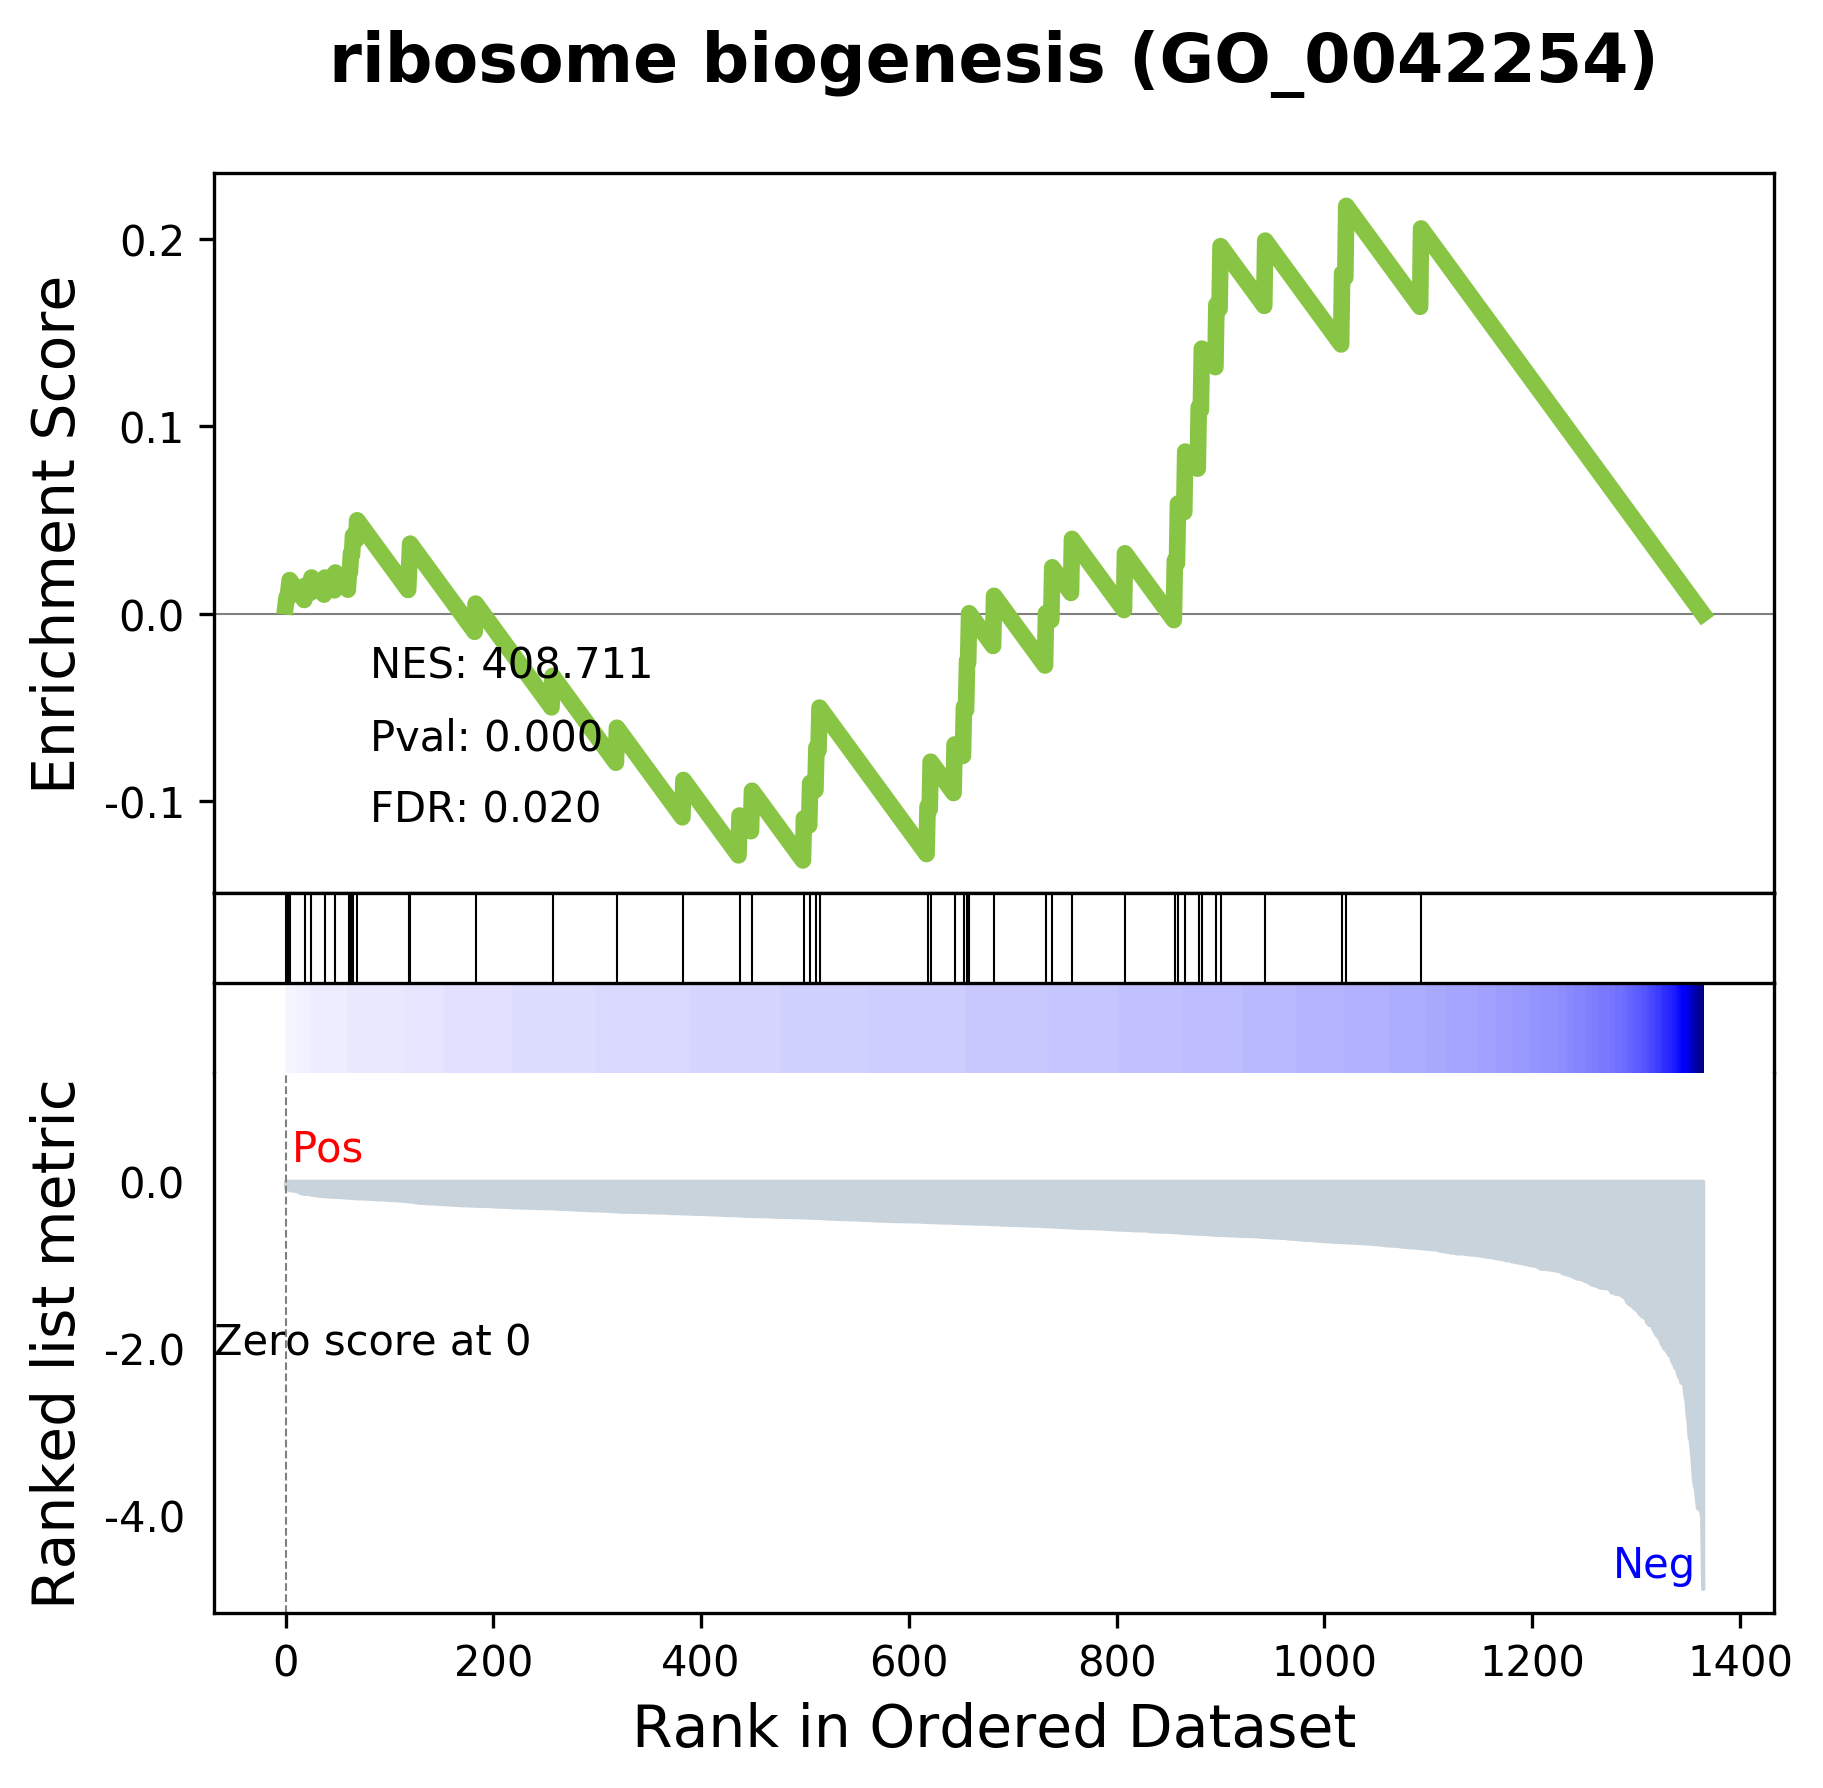 ribosome biogenesis (GO_0042254)
Enrichment Score
0.2
0.1
0.0
-0.1
NES: 408.711
Pval: 0.000
FDR: 0.020
Ranked list metric
Pos
0.0
Zero score at 0
-2.0
-4.0
Neg
0 200 400 600 800 1000 1200 1400
Rank in Ordered Dataset